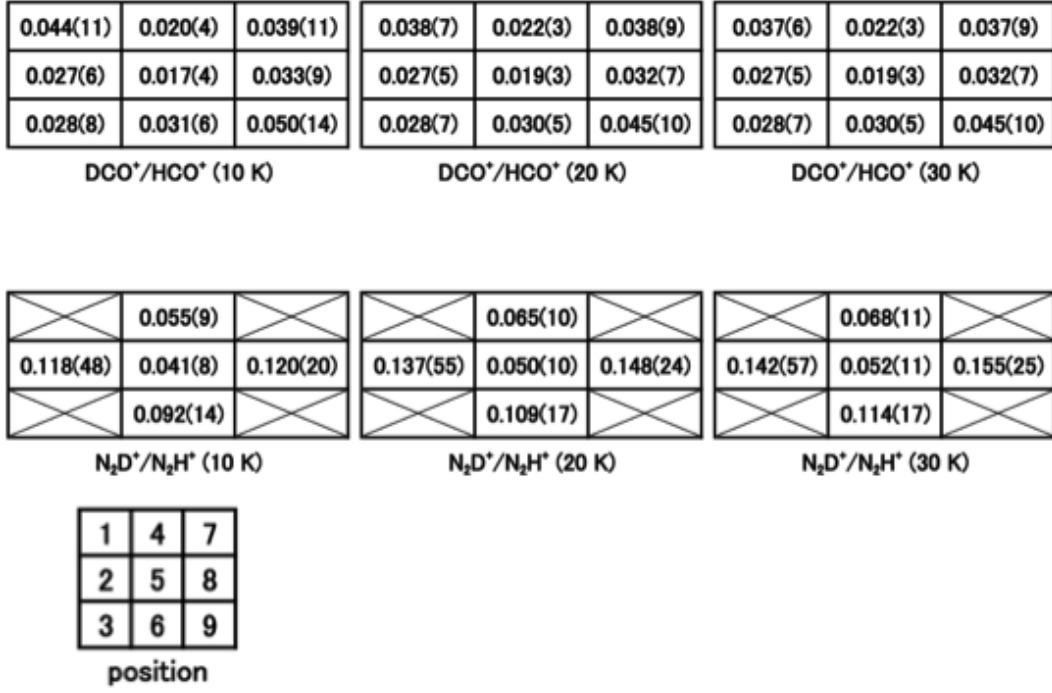 0.044(11) 0.020(4) 0.039(11) 0.038(7) 0.022(3) 0.038(9) 0.037(6) 0.022(3) 0.037(9)
0.027(6) 0.017(4) 0.033(9) 0.027(5) 0.019(3) 0.032(7) 0.027(5) 0.019(3) 0.032(7)
0.028(8) 0.031(6) 0.050(14) 0.028(7) 0.030(5) 0.045(10) 0.028(7) 0.030(5) 0.045(10)
DCO⁺/HCO⁺ (10 K) DCO⁺/HCO⁺ (20 K) DCO⁺/HCO⁺ (30 K)
0.055(9) 0.065(10) 0.068(11)
0.118(48) 0.041(8) 0.120(20) 0.137(55) 0.050(10) 0.148(24) 0.142(57) 0.052(11) 0.155(25)
0.092(14) 0.109(17) 0.114(17)
N₂D⁺/N₂H⁺ (10 K) N₂D⁺/N₂H⁺ (20 K) N₂D⁺/N₂H⁺ (30 K)
1 4 7
2 5 8
3 6 9
position